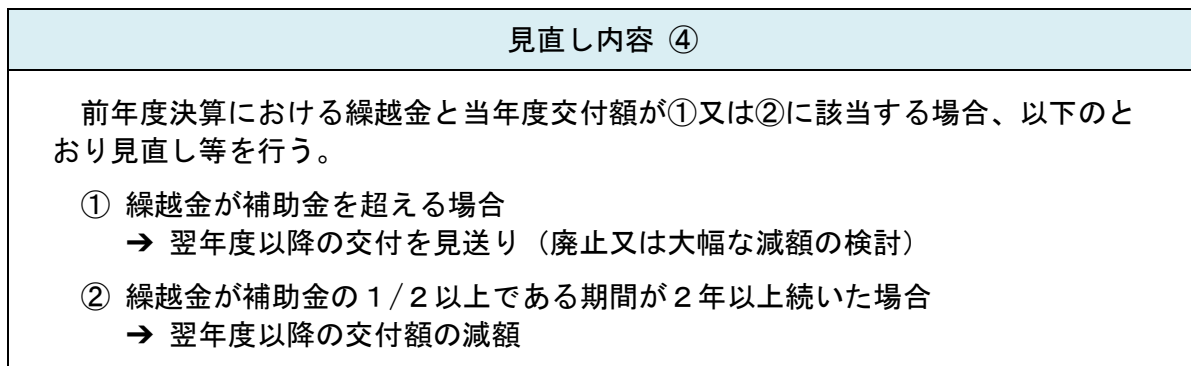 見直し内容 ④
前年度決算における繰越金と当年度交付額が①又は②に該当する場合、以下のと
おり見直し等を行う。
① 繰越金が補助金を超える場合
➔ 翌年度以降の交付を見送り（廃止又は大幅な減額の検討）
② 繰越金が補助金の１/２以上である期間が２年以上続いた場合
➔ 翌年度以降の交付額の減額